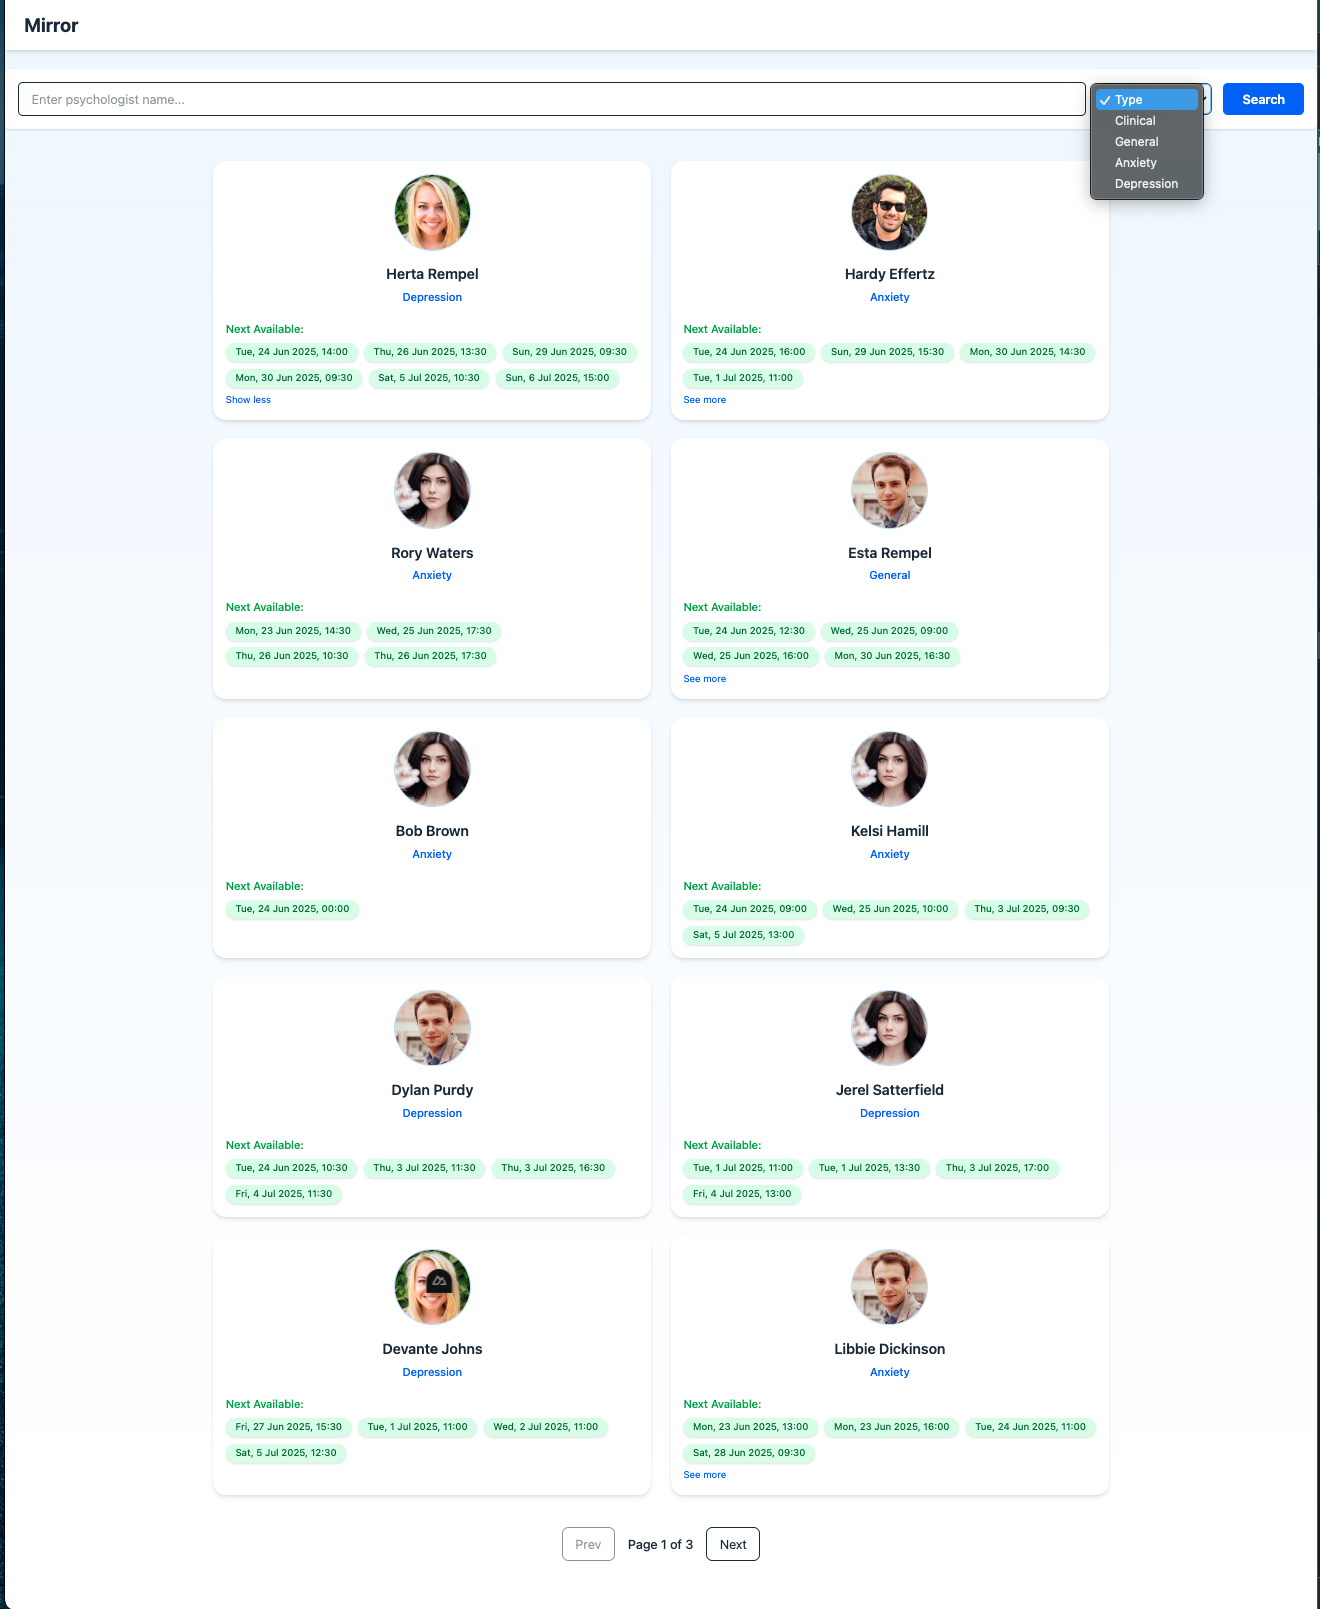 Mirror
Enter psychologist name...
✓ Type
Clinical
General
Anxiety
Depression
Search
Herta Rempel
Depression
Next Available:
Tue, 24 Jun 2025, 14:00 Thu, 26 Jun 2025, 13:30 Sun, 29 Jun 2025, 09:30
Mon, 30 Jun 2025, 09:30 Sat, 5 Jul 2025, 10:30 Sun, 6 Jul 2025, 15:00
Show less
Hardy Effertz
Anxiety
Next Available:
Tue, 24 Jun 2025, 16:00 Sun, 29 Jun 2025, 15:30 Mon, 30 Jun 2025, 14:30
Tue, 1 Jul 2025, 11:00
See more
Rory Waters
Anxiety
Next Available:
Mon, 23 Jun 2025, 14:30 Wed, 25 Jun 2025, 17:30
Thu, 26 Jun 2025, 10:30 Thu, 26 Jun 2025, 17:30
Esta Rempel
General
Next Available:
Tue, 24 Jun 2025, 12:30 Wed, 25 Jun 2025, 09:00
Wed, 25 Jun 2025, 16:00 Mon, 30 Jun 2025, 16:30
See more
Bob Brown
Anxiety
Next Available:
Tue, 24 Jun 2025, 00:00
Kelsi Hamill
Anxiety
Next Available:
Tue, 24 Jun 2025, 09:00 Wed, 25 Jun 2025, 10:00 Thu, 3 Jul 2025, 09:30
Sat, 5 Jul 2025, 13:00
Dylan Purdy
Depression
Next Available:
Tue, 24 Jun 2025, 10:30 Thu, 3 Jul 2025, 11:30 Thu, 3 Jul 2025, 16:30
Fri, 4 Jul 2025, 11:30
Jerel Satterfield
Depression
Next Available:
Tue, 1 Jul 2025, 11:00 Tue, 1 Jul 2025, 13:30 Thu, 3 Jul 2025, 17:00
Fri, 4 Jul 2025, 13:00
Devante Johns
Depression
Next Available:
Fri, 27 Jun 2025, 15:30 Tue, 1 Jul 2025, 11:00 Wed, 2 Jul 2025, 11:00
Sat, 5 Jul 2025, 12:30
Libbie Dickinson
Anxiety
Next Available:
Mon, 23 Jun 2025, 13:00 Mon, 23 Jun 2025, 16:00 Tue, 24 Jun 2025, 11:00
Sat, 28 Jun 2025, 09:30
See more
Prev Page 1 of 3 Next